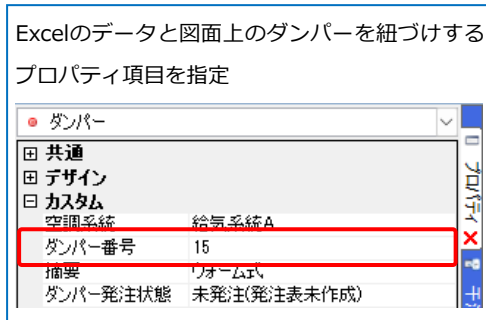 Excelのデータと図面上のダンパーを紐づけする
プロパティ項目を指定
ダンパー
共通
デザイン
カスタム
空調系統 給気系統A
ダンパー番号 15
摘要 ウォーム式
ダンパー発注状態 未発注(発注表未作成)
プロパティ